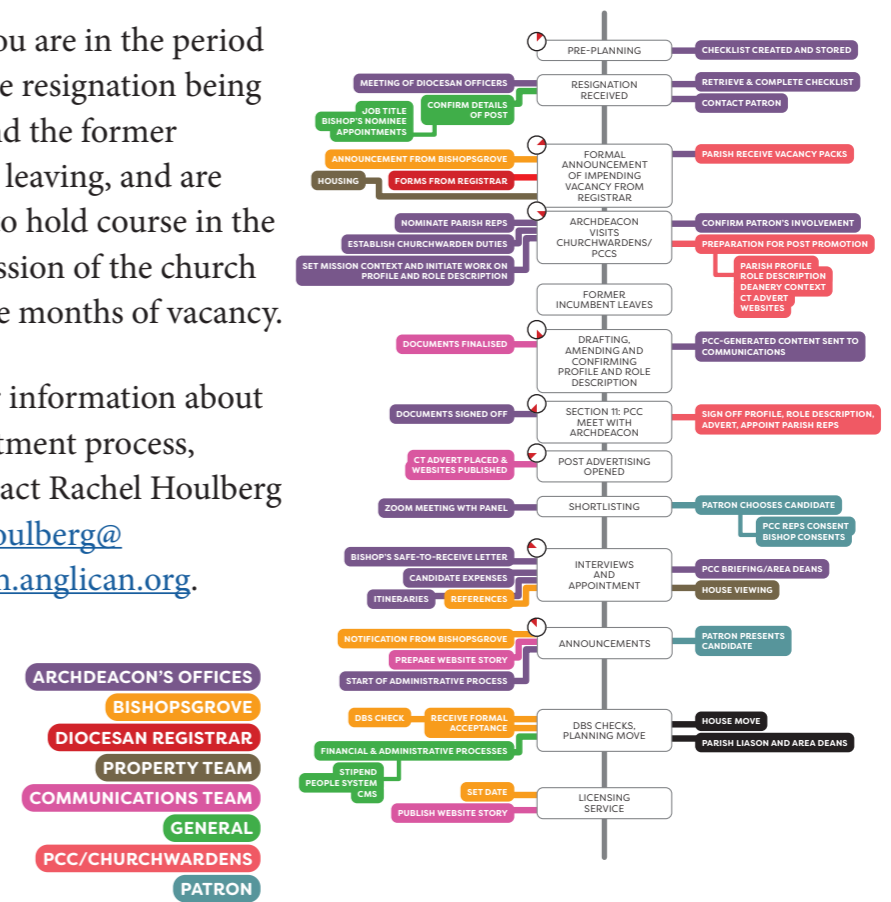 ou are in the period
e resignation being
nd the former
leaving, and are
o hold course in the
ssion of the church
e months of vacancy.
r information about
tment process,
act Rachel Houlberg
oulberg@
n.anglican.org.
ARCHDEACON'S OFFICES
BISHOPSGROVE
DIOCESAN REGISTRAR
PROPERTY TEAM
COMMUNICATIONS TEAM
GENERAL
PCC/CHURCHWARDENS
PATRON
PRE-PLANNING
CHECKLIST CREATED AND STORED
MEETING OF DIOCESAN OFFICERS
CONFIRM DETAILS
OF POST
JOB TITLE
BISHOP'S NOMINEE
APPOINTMENTS
RESIGNATION
RECEIVED
RETRIEVE & COMPLETE CHECKLIST
CONTACT PATRON
ANNOUNCEMENT FROM BISHOPSGROVE
HOUSING
FORMS FROM REGISTRAR
FORMAL
ANNOUNCEMENT
OF IMPENDING
VACANCY FROM
REGISTRAR
PARISH RECEIVE VACANCY PACKS
NOMINATE PARISH REPS
ESTABLISH CHURCHWARDEN DUTIES
SET MISSION CONTEXT AND INITIATE WORK ON
PROFILE AND ROLE DESCRIPTION
ARCHDEACON
VISITS
CHURCHWARDENS/
PCCS
CONFIRM PATRON'S INVOLVEMENT
PREPARATION FOR POST PROMOTION
PARISH PROFILE
ROLE DESCRIPTION
DEANERY CONTEXT
CT ADVERT
WEBSITES
FORMER
INCUMBENT LEAVES
DOCUMENTS FINALISED
DRAFTING,
AMENDING AND
CONFIRMING
PROFILE AND ROLE
DESCRIPTION
PCC-GENERATED CONTENT SENT TO
COMMUNICATIONS
DOCUMENTS SIGNED OFF
SECTION 11: PCC
MEET WITH
ARCHDEACON
SIGN OFF PROFILE, ROLE DESCRIPTION,
ADVERT, APPOINT PARISH REPS
CT ADVERT PLACED &
WEBSITES PUBLISHED
POST ADVERTISING
OPENED
ZOOM MEETING WTH PANEL
SHORTLISTING
PATRON CHOOSES CANDIDATE
PCC REPS CONSENT
BISHOP CONSENTS
BISHOP'S SAFE-TO-RECEIVE LETTER
CANDIDATE EXPENSES
ITINERARIES
REFERENCES
INTERVIEWS
AND
APPOINTMENT
PCC BRIEFING/AREA DEANS
HOUSE VIEWING
NOTIFICATION FROM BISHOPSGROVE
PREPARE WEBSITE STORY
START OF ADMINISTRATIVE PROCESS
ANNOUNCEMENTS
PATRON PRESENTS
CANDIDATE
DBS CHECK
RECEIVE FORMAL
ACCEPTANCE
FINANCIAL & ADMINISTRATIVE PROCESSES
STIPEND
PEOPLE SYSTEM
CMS
DBS CHECKS,
PLANNING MOVE
HOUSE MOVE
PARISH LIASON AND AREA DEANS
SET DATE
PUBLISH WEBSITE STORY
LICENSING
SERVICE